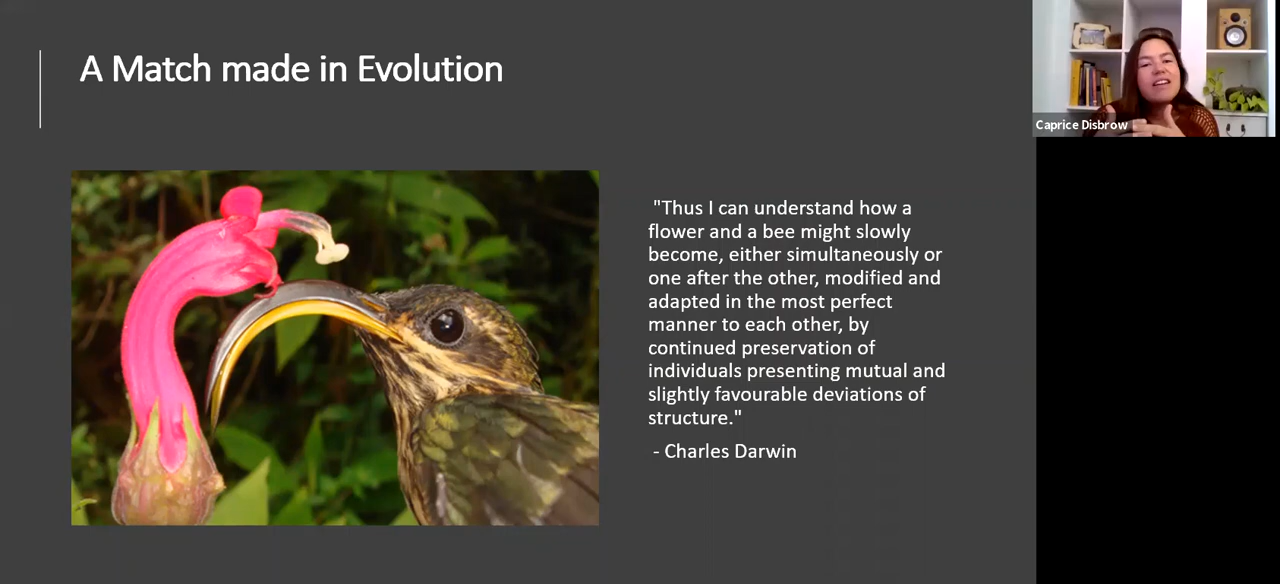 A Match made in Evolution
Caprice Disbrow
"Thus I can understand how a
flower and a bee might slowly
become, either simultaneously or
one after the other, modified and
adapted in the most perfect
manner to each other, by
continued preservation of
individuals presenting mutual and
slightly favourable deviations of
structure."
- Charles Darwin